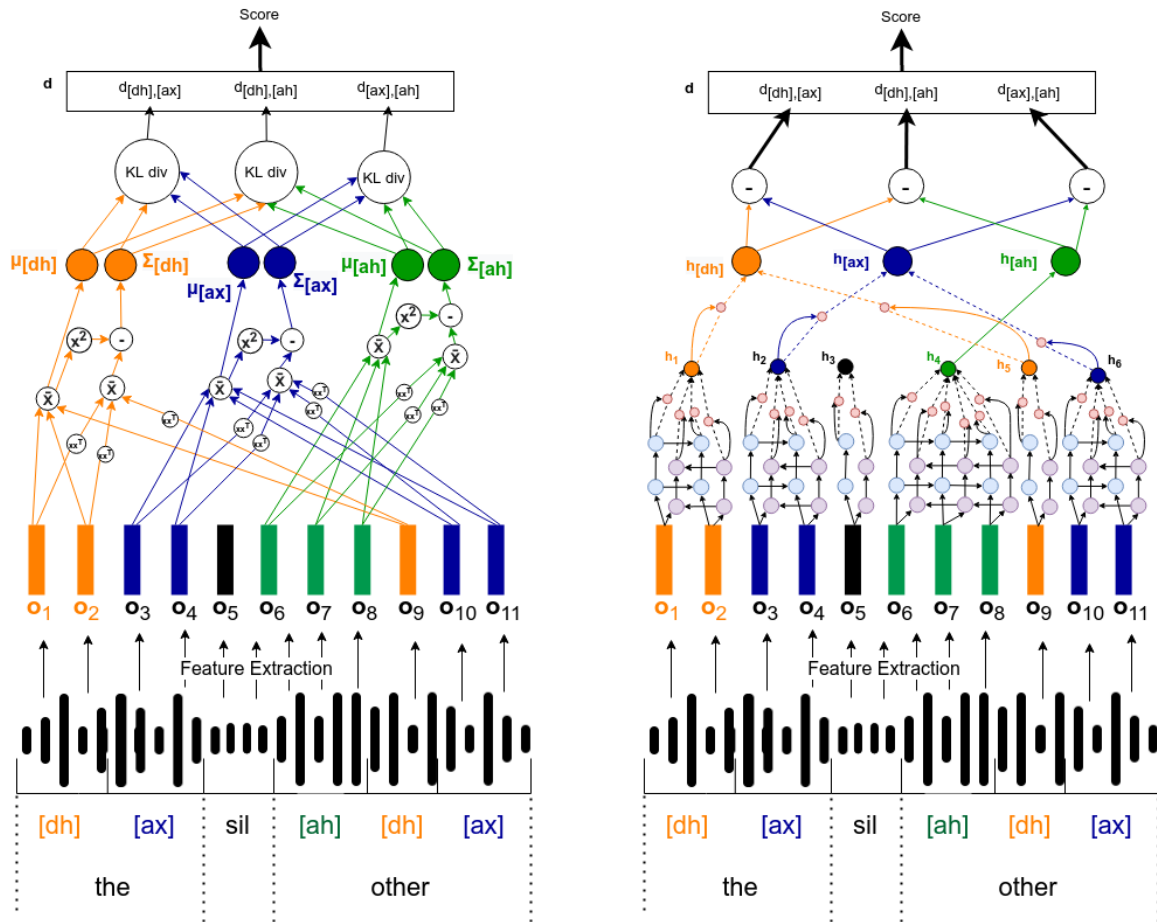 Score
d
d[dh],[ax] d[dh],[ah] d[ax],[ah]
KL div KL div KL div
μ[dh] Σ[dh] μ[ax] Σ[ax] μ[ah] Σ[ah]
x² - x² - x² -
x̄ x̄ x̄ x̄ x̄ x̄
xxᵀ xxᵀ xxᵀ xxᵀ xxᵀ xxᵀ xxᵀ xxᵀ xxᵀ
o1 o2 o3 o4 o5 o6 o7 o8 o9 o10 o11
Feature Extraction
[dh] [ax] sil [ah] [dh] [ax]
the other
Score
d
d[dh],[ax] d[dh],[ah] d[ax],[ah]
- - -
h[dh] h[ax] h[ah]
h1 h2 h3 h4 h5 h6
o1 o2 o3 o4 o5 o6 o7 o8 o9 o10 o11
Feature Extraction
[dh] [ax] sil [ah] [dh] [ax]
the other